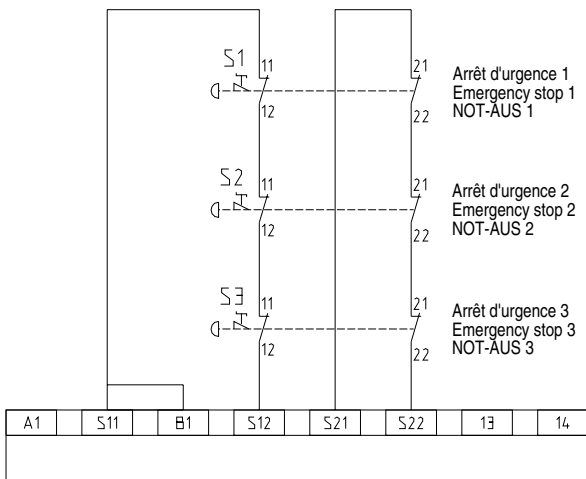 S1
11
12
21
22
Arrêt d'urgence 1
Emergency stop 1
NOT-AUS 1
S2
11
12
21
22
Arrêt d'urgence 2
Emergency stop 2
NOT-AUS 2
S3
11
12
21
22
Arrêt d'urgence 3
Emergency stop 3
NOT-AUS 3
A1 S11 B1 S12 S21 S22 13 14